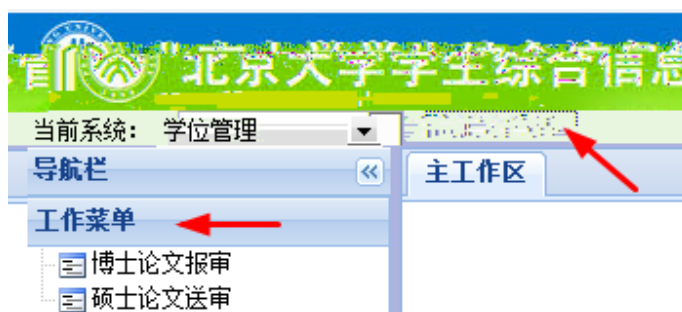 北京大学学生综合信息
当前系统： 学位管理
导航栏
主工作区
工作菜单
博士论文报审
硕士论文送审